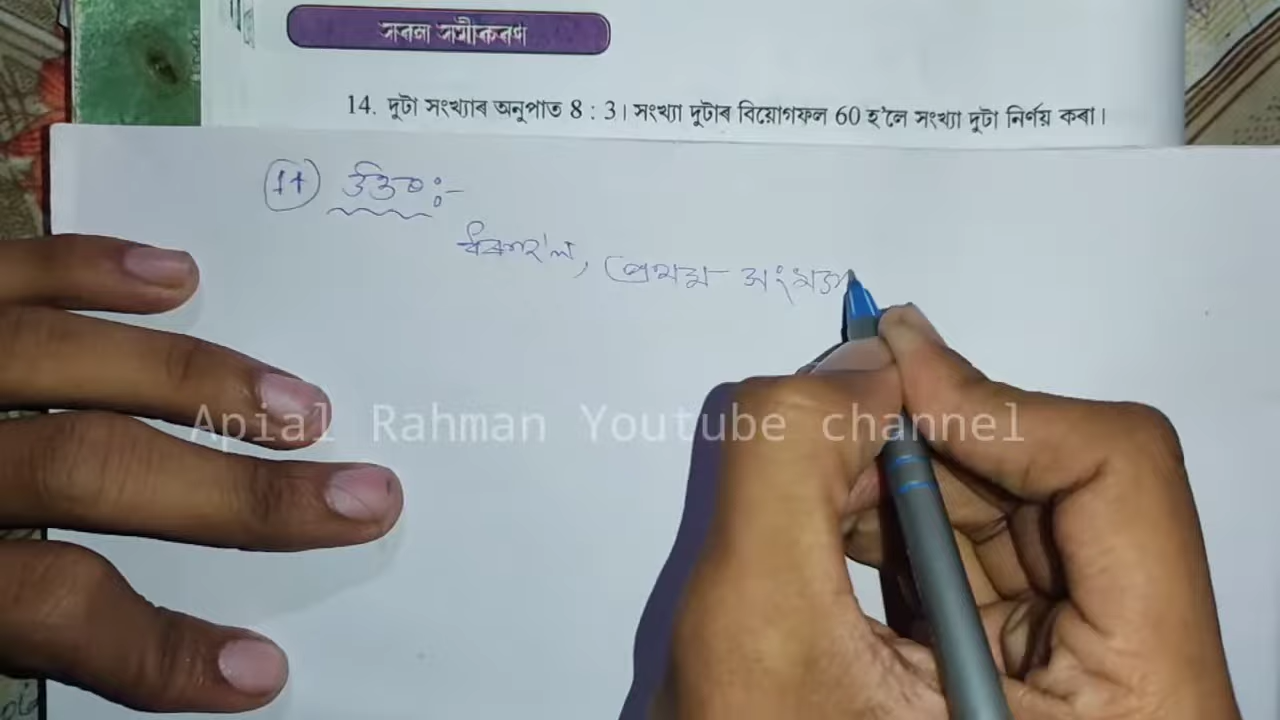 সৰল সমীকৰণ
14. দুটা সংখ্যাৰ অনুপাত 8 : 3। সংখ্যা দুটাৰ বিয়োগফল 60 হ'লে সংখ্যা দুটা নিৰ্ণয় কৰা।
14 উত্তৰ :-
ধৰাহ'ল, প্ৰথম সংখ্যা
Apial Rahman Youtube channel